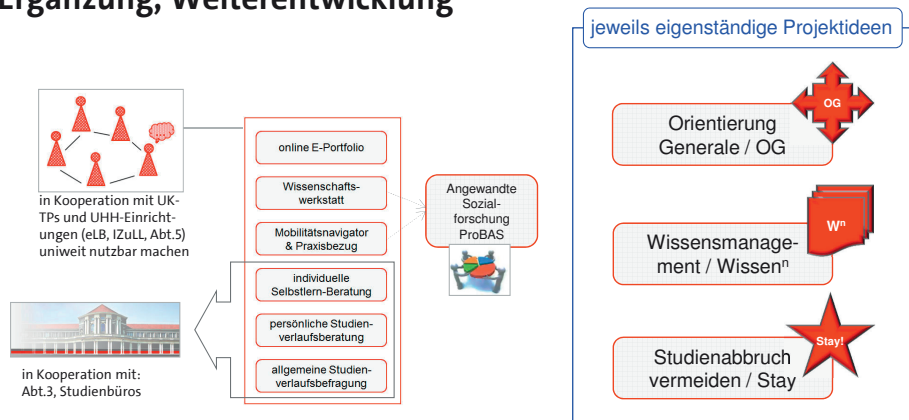 Ergänzung, Weiterentwicklung
in Kooperation mit UK-
TPs und UHH-Einricht-
ungen (eLB, IZuLL, Abt.5)
uniweit nutzbar machen
in Kooperation mit:
Abt.3, Studienbüros
online E-Portfolio
Wissenschafts-
werkstatt
Mobilitätsnavigator
& Praxisbezug
individuelle
Selbstlern-Beratung
persönliche Studien-
verlaufsberatung
allgemeine Studien-
verlaufsbefragung
Angewandte
Sozial-
forschung
ProBAS
jeweils eigenständige Projektideen
OG
Orientierung
Generale / OG
Wⁿ
Wissensmanage-
ment / Wissenⁿ
Stay!
Studienabbruch
vermeiden / Stay